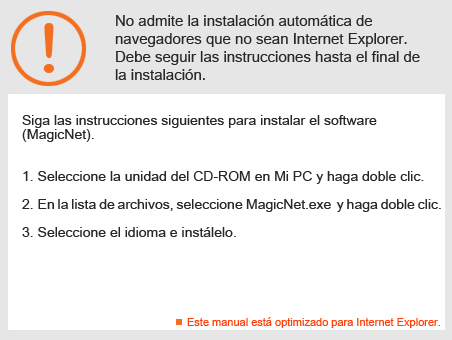 No admite la instalación automática de
navegadores que no sean Internet Explorer.
Debe seguir las instrucciones hasta el final de
la instalación.
Siga las instrucciones siguientes para instalar el software
(MagicNet).
1. Seleccione la unidad del CD-ROM en Mi PC y haga doble clic.
2. En la lista de archivos, seleccione MagicNet.exe y haga doble clic.
3. Seleccione el idioma e instálelo.
Este manual está optimizado para Internet Explorer.